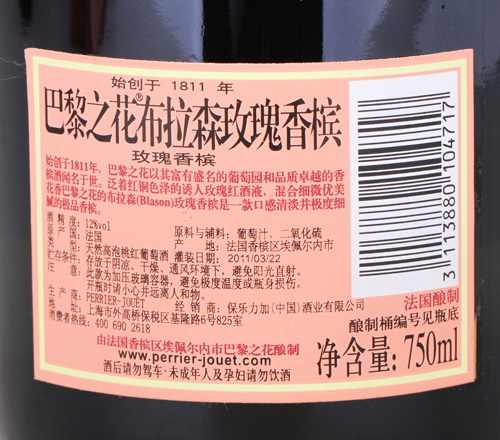 始创于 1811 年
巴黎之花®布拉森玫瑰香槟
玫瑰香槟
始创于1811年，巴黎之花以其富有盛名的葡萄园和品质卓越的香
槟酒闻名于世。泛着红铜色泽的诱人玫瑰红酒液，混合细微优美
花香巴黎之花的布拉森(Blason)玫瑰香槟是一款口感清淡并极度细
腻的极品香槟。
酒 精 度：12%vol 原料与辅料：葡萄汁、二氧化硫
原 产 国：法国 产 地：法国香槟区埃佩尔内市
类 型：天然高泡桃红葡萄酒 灌装日期：2011/03/22
贮存条件：存放于阴凉、干燥、通风环境下，避免阳光直射。
注 意：此款为加压玻璃容器，避免极度温度或瓶身损伤。
开瓶时请小心并远离人和物。
生 产 商：PERRIER-JOUËT 经 销 商：保乐力加(中国)酒业有限公司
地 址：上海市外高桥保税区基隆路6号825室
消费者热线：400 690 2618
由法国香槟区埃佩尔内市巴黎之花酿制
www.perrier-jouet.com
酒后请勿驾车·未成年人及孕妇请勿饮酒
3 113880 104717
法国酿制
酿制桶编号见瓶底
净含量：750ml